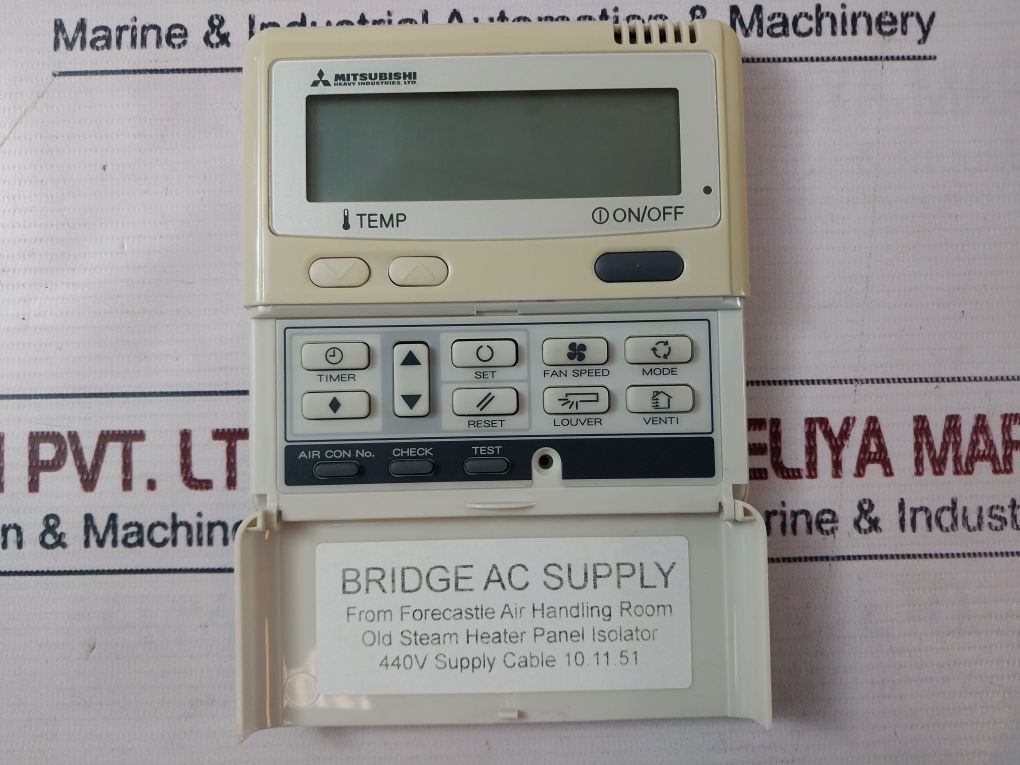 Marine & Industrial Automation & Machinery
MITSUBISHI
HEAVY INDUSTRIES, LTD.
TEMP
ON/OFF
TIMER
SET
FAN SPEED
MODE
RESET
LOUVER
VENTI
PVT. LT
ELIYA MAR
AIR CON No.
CHECK
TEST
n & Machin
rine & Indust
BRIDGE AC SUPPLY
From Forecastle Air Handling Room
Old Steam Heater Panel Isolator
440V Supply Cable 10.11.51